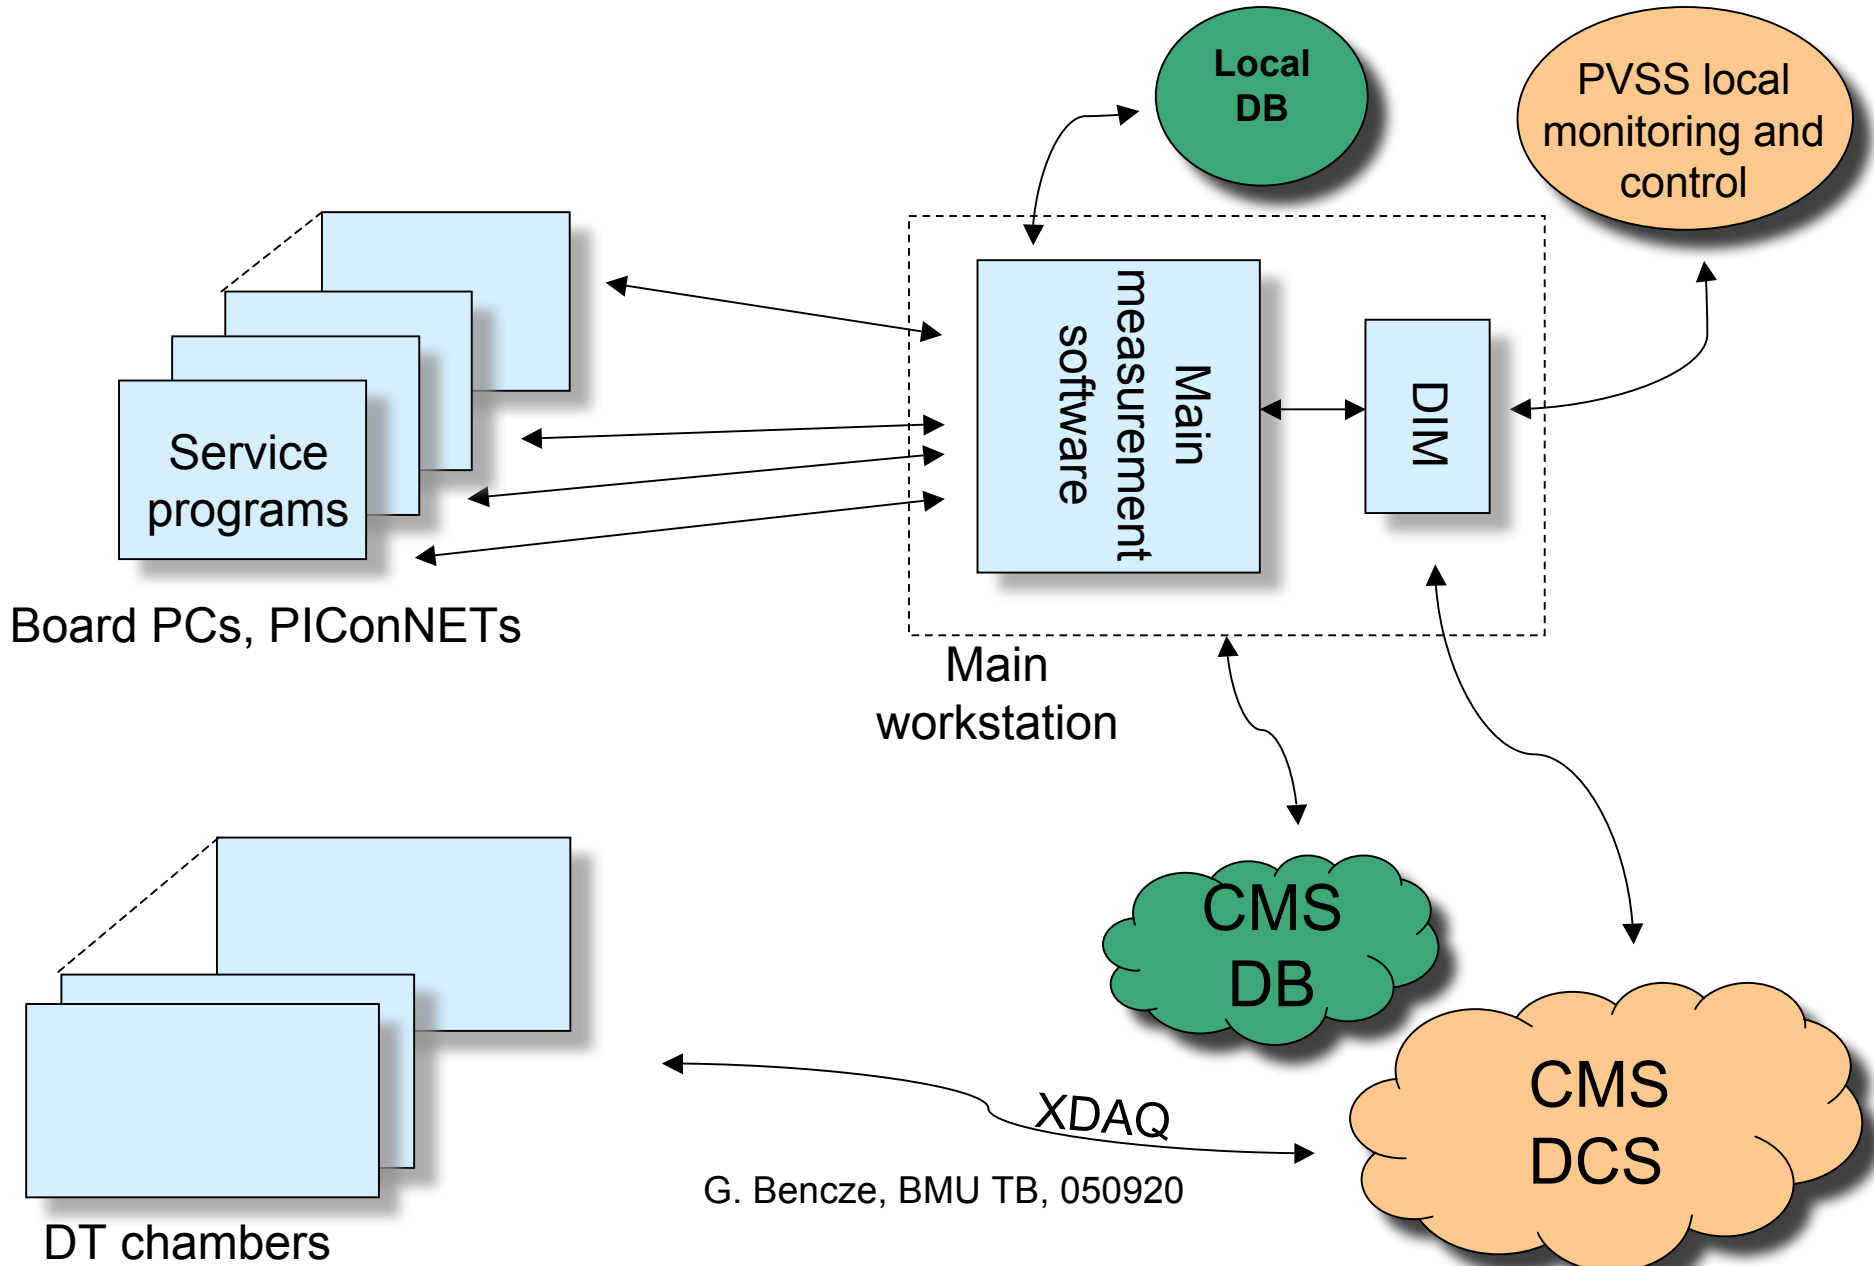 Local
DB
PVSS local
monitoring and
control
Service
programs
Main
measurement
software
DIM
Board PCs, PIConNETs
Main
workstation
CMS
DB
XDAQ
CMS
DCS
G. Bencze, BMU TB, 050920
DT chambers